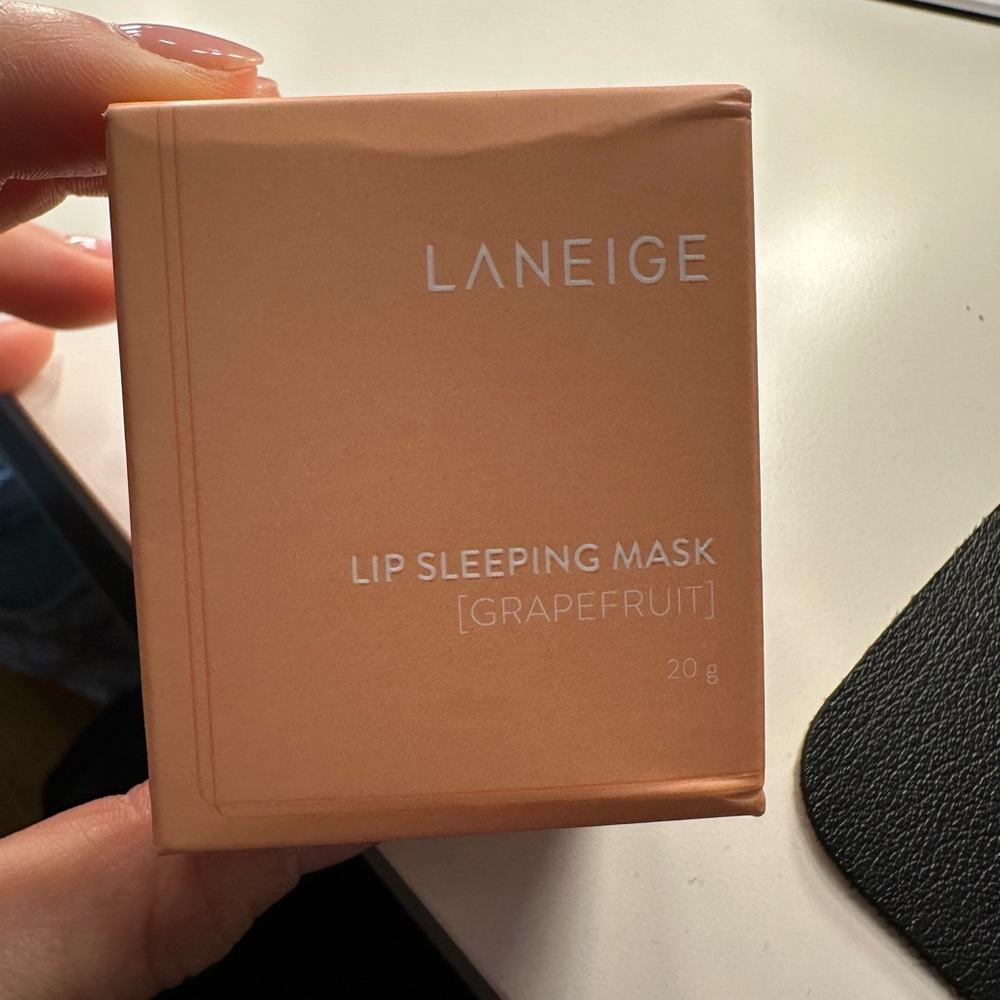 LANEIGE
LIP SLEEPING MASK
[GRAPEFRUIT]
20 g